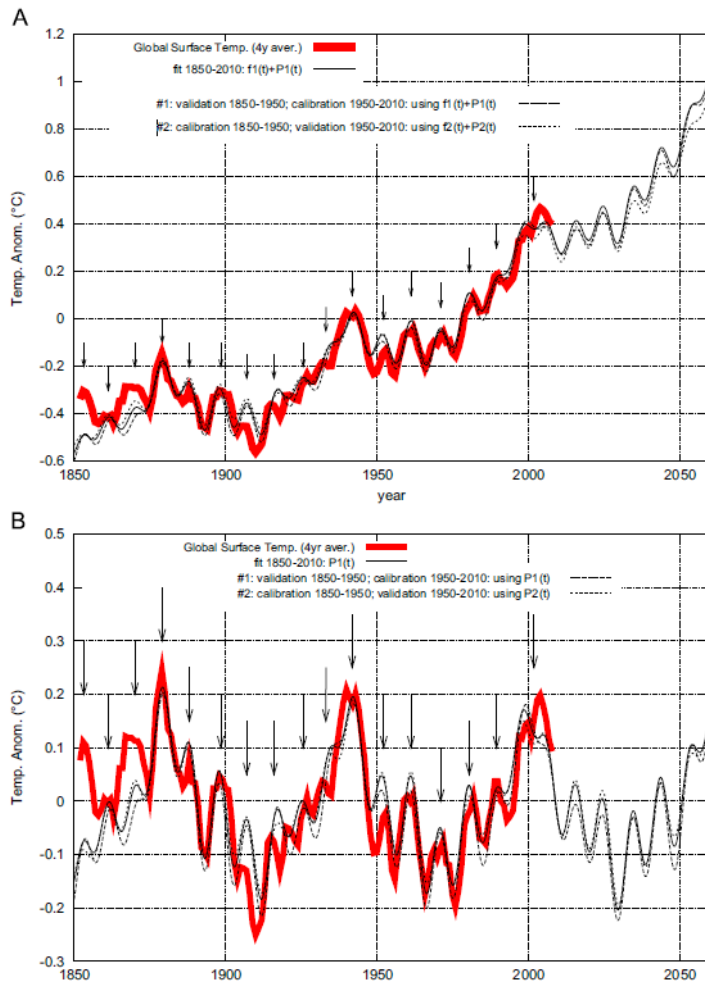 A
Global Surface Temp. (4y aver.)
fit 1850-2010: f1(t)+P1(t)
#1: validation 1850-1950; calibration 1950-2010: using f1(t)+P1(t)
#2: calibration 1850-1950; validation 1950-2010: using f2(t)+P2(t)
Temp. Anom. (°C)
1.2
1
0.8
0.6
0.4
0.2
0
-0.2
-0.4
-0.6
1850 1900 1950 2000 2050
year
B
Global Surface Temp. (4yr aver.)
fit 1850-2010: P1(t)
#1: validation 1850-1950; calibration 1950-2010: using P1(t)
#2: calibration 1850-1950; validation 1950-2010: using P2(t)
Temp. Anom. (°C)
0.5
0.4
0.3
0.2
0.1
0
-0.1
-0.2
-0.3
1850 1900 1950 2000 2050